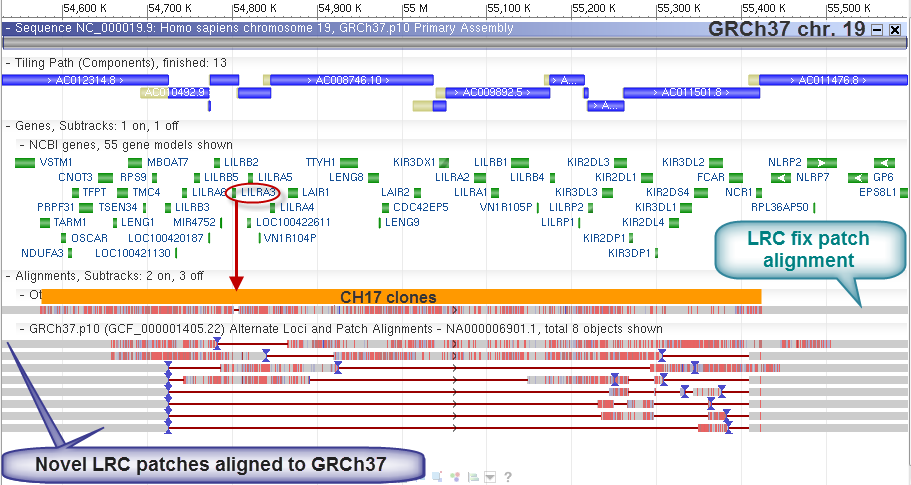 54,600 K 54,700 K 54,800 K 54,900 K 55 M 55,100 K 55,200 K 55,300 K 55,400 K 55,500 K
- Sequence NC_000019.9: Homo sapiens chromosome 19, GRCh37.p10 Primary Assembly GRCh37 chr. 19
- Tiling Path (Components), finished: 13
AC012314.8 AC008746.10 A... AC011476.8
AC010492.9 AC009892.5 AC011501.8
A...
- Genes, Subtracks: 1 on, 1 off
- NCBI genes, 55 gene models shown
VSTM1 MBOAT7 LILRB2 TTYH1 KIR3DX1 LILRB1 KIR2DL3 KIR3DL2 NLRP2
CNOT3 RPS9 LILRB5 LILRA5 LENG8 LILRA2 LILRB4 KIR2DL1 FCAR NLRP7 GP6
TFPT TMC4 LILRA6 LILRA3 LAIR1 LAIR2 LILRA1 KIR3DL3 KIR2DS4 NCR1 EPS8L1
PRPF31 TSEN34 LILRB3 LILRA4 CDC42EP5 VN1R105P LILRP2 KIR3DL1 RPL36AP50
TARM1 LENG1 MIR4752 LOC100422611 LENG9 LILRP1 KIR2DL4
OSCAR LOC100420187 VN1R104P KIR2DP1
NDUFA3 LOC100421130 KIR3DP1
LRC fix patch
alignment
- Alignments, Subtracks: 2 on, 3 off
- Ot
CH17 clones
- GRCh37.p10 (GCF_000001405.22) Alternate Loci and Patch Alignments - NA000006901.1, total 8 objects shown
Novel LRC patches aligned to GRCh37
?